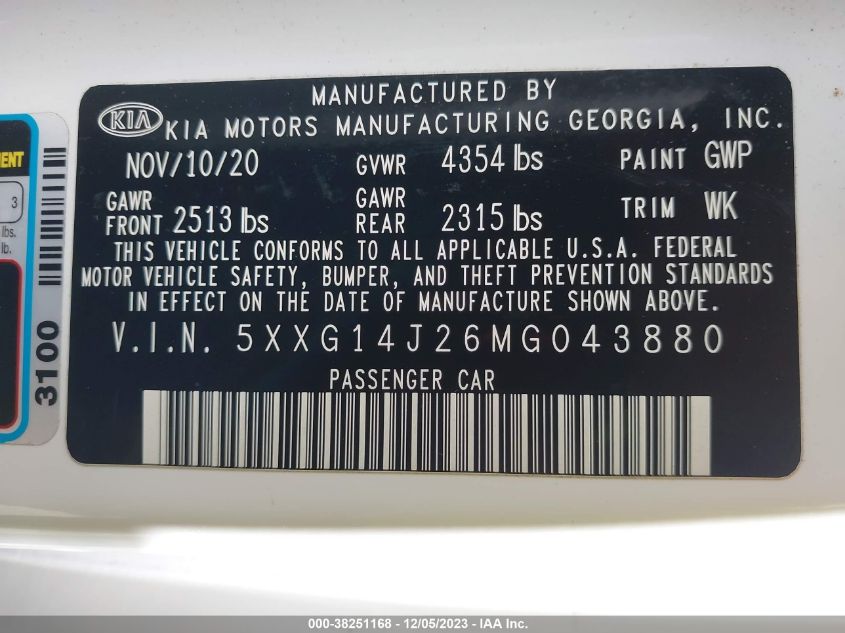 MANUFACTURED BY
KIA KIA MOTORS MANUFACTURING GEORGIA, INC.
NOV/10/20 GVWR 4354 lbs PAINT GWP
GAWR FRONT 2513 lbs GAWR REAR 2315 lbs TRIM WK
THIS VEHICLE CONFORMS TO ALL APPLICABLE U.S.A. FEDERAL
MOTOR VEHICLE SAFETY, BUMPER, AND THEFT PREVENTION STANDARDS
IN EFFECT ON THE DATE OF MANUFACTURE SHOWN ABOVE.
V.I.N. 5XXG14J26MG043880
PASSENGER CAR
3
lbs.
lb.
3100
000-38251168 - 12/05/2023 - IAA Inc.